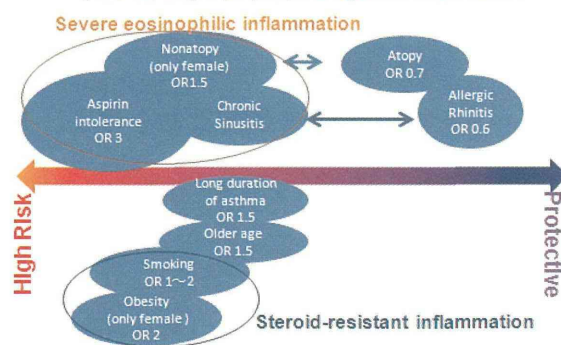 Severe eosinophilic inflammation
Nonatopy
(only female)
OR1.5
Atopy
OR 0.7
Aspirin
intolerance
OR 3
Chronic
Sinusitis
Allergic
Rhinitis
OR 0.6
High Risk
Protective
Long duration
of asthma
OR 1.5
Older age
OR 1.5
Smoking
OR 1～2
Obesity
(only female)
OR 2
Steroid-resistant inflammation